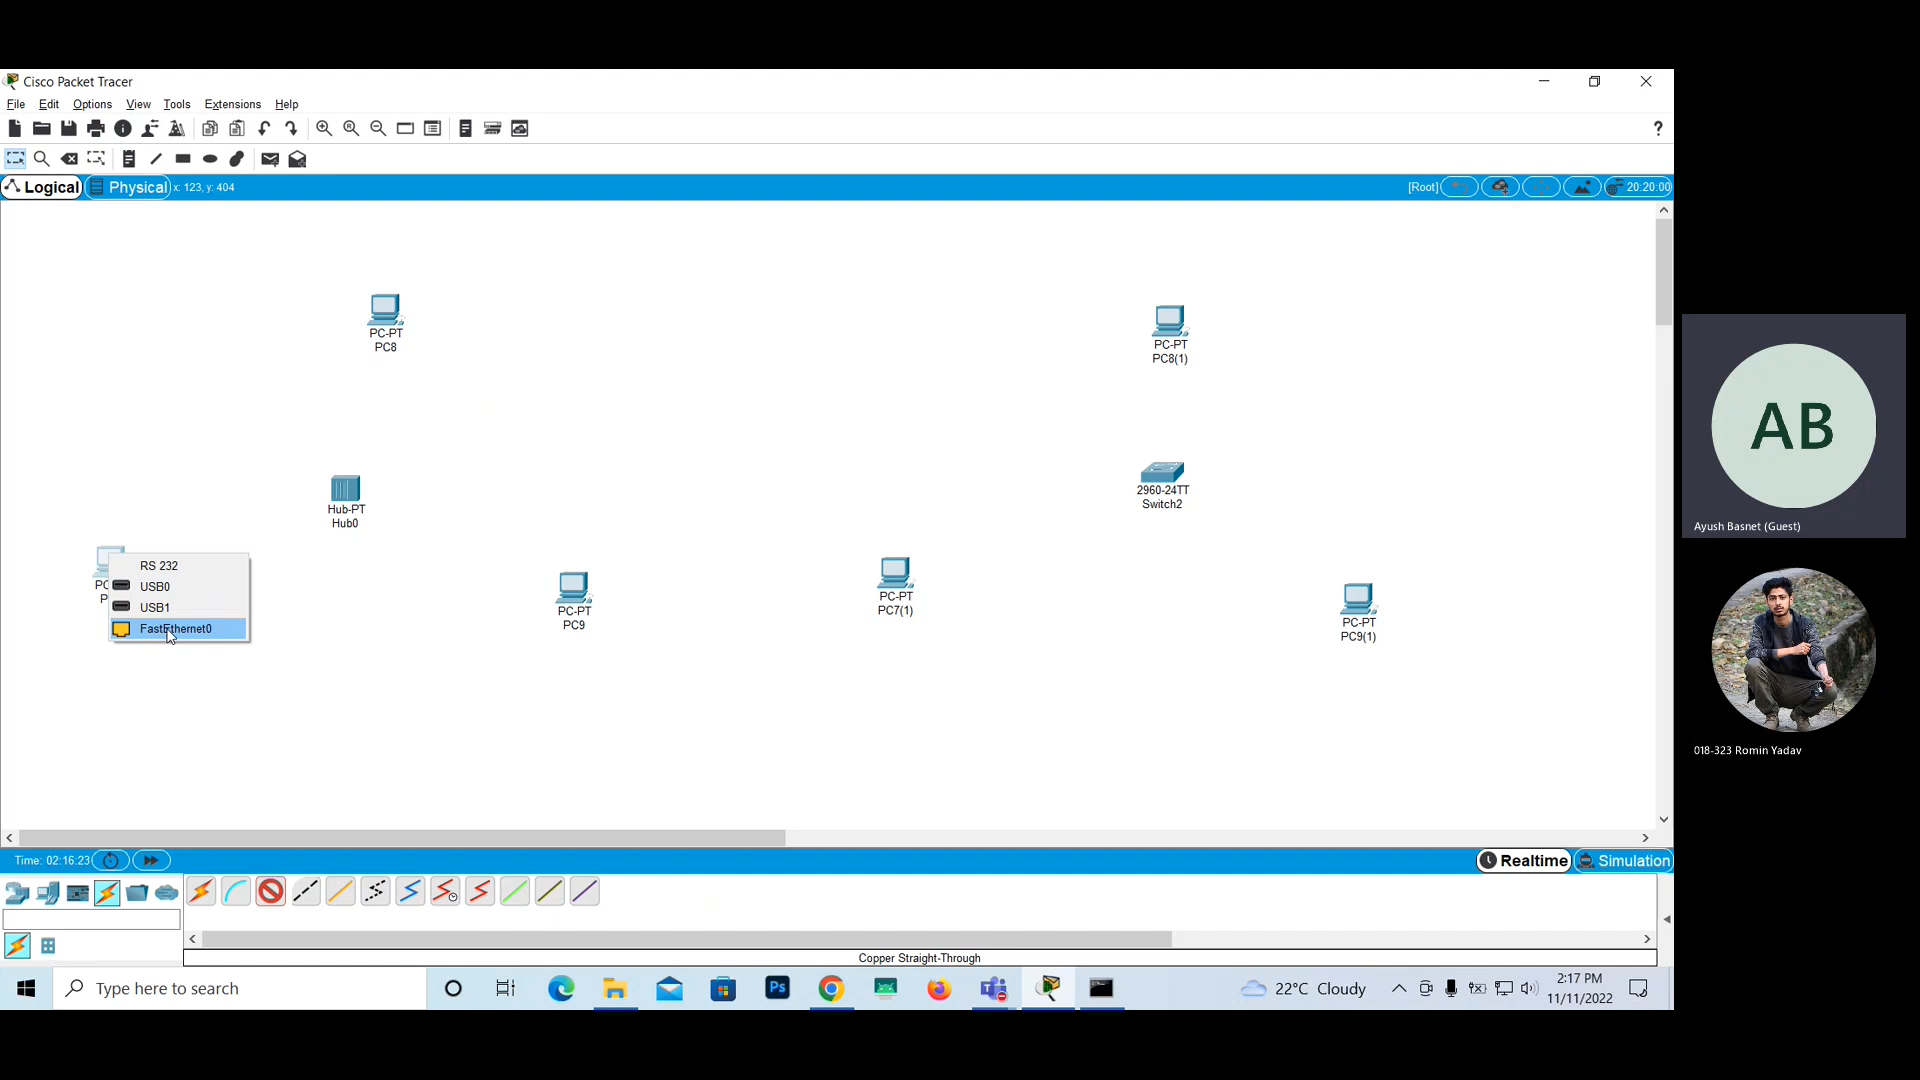 Cisco Packet Tracer
File Edit Options View Tools Extensions Help
?
Logical Physical x: 123, y: 404
[Root] 20:20:00
PC-PT
PC8
PC-PT
PC8(1)
Hub-PT
Hub0
2960-24TT
Switch2
PC
P
RS 232
USB0
USB1
FastEthernet0
PC-PT
PC9
PC-PT
PC7(1)
PC-PT
PC9(1)
Time: 02:16:23
Realtime Simulation
Copper Straight-Through
Type here to search
Ps
22°C Cloudy
2:17 PM
11/11/2022
AB
Ayush Basnet (Guest)
018-323 Romin Yadav